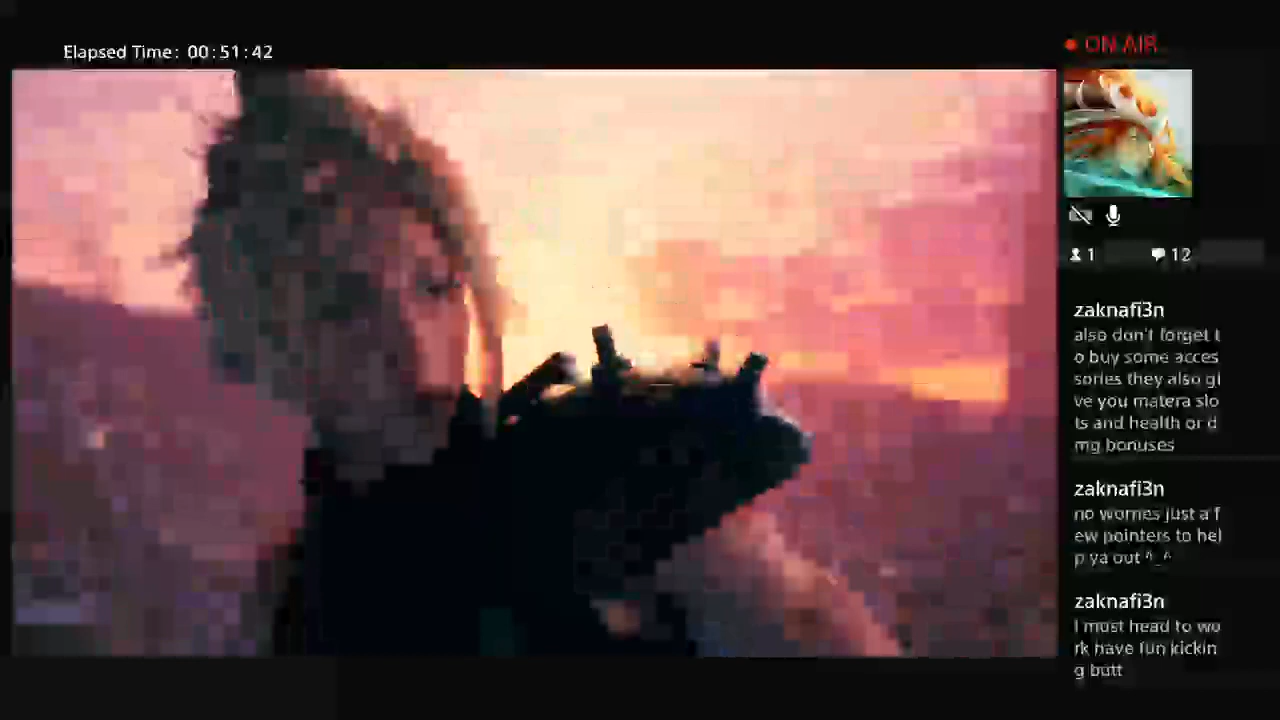 Elapsed Time: 00:51:42
ON AIR
1
12
zaknafi3n
also don't forget t
o buy some acces
sories they also gi
ve you matera slo
ts and health or d
mg bonuses
zaknafi3n
no worries just a f
ew pointers to hel
p ya out ^_^
zaknafi3n
I must head to wo
rk have fun kickin
g butt